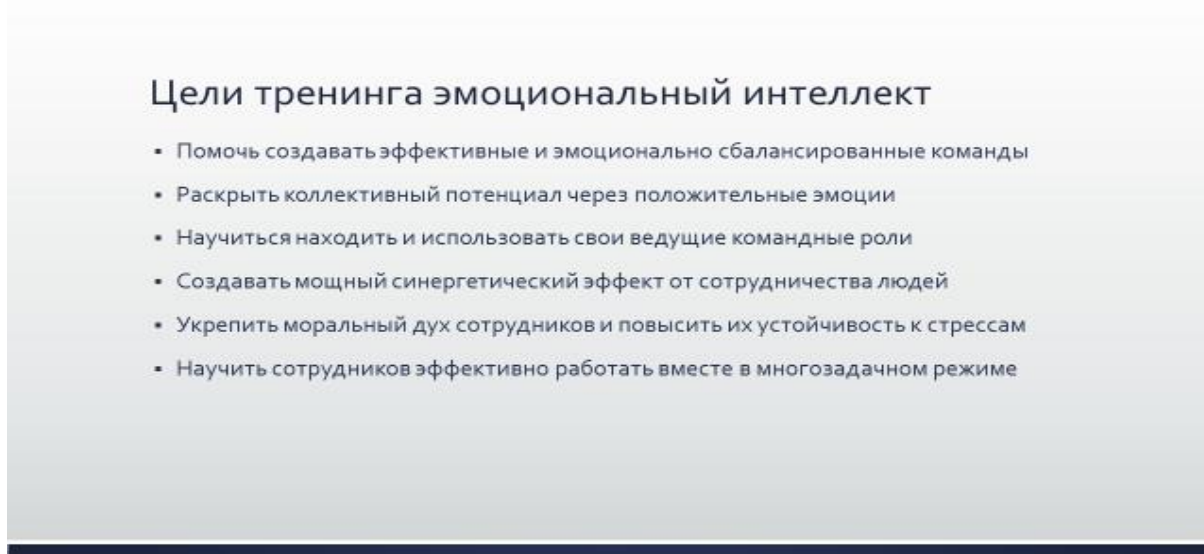 Цели тренинга эмоциональный интеллект
▪ Помочь создавать эффективные и эмоционально сбалансированные команды
▪ Раскрыть коллективный потенциал через положительные эмоции
▪ Научиться находить и использовать свои ведущие командные роли
▪ Создавать мощный синергетический эффект от сотрудничества людей
▪ Укрепить моральный дух сотрудников и повысить их устойчивость к стрессам
▪ Научить сотрудников эффективно работать вместе в многозадачном режиме